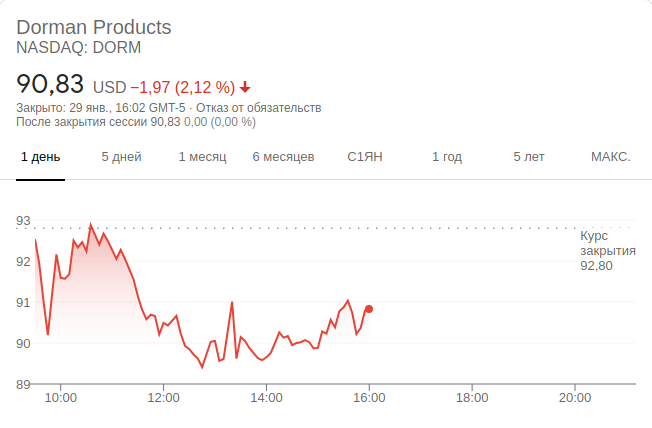 Dorman Products
NASDAQ: DORM
90,83 USD −1,97 (2,12 %)
Закрыто: 29 янв., 16:02 GMT-5 · Отказ от обязательств
После закрытия сессии 90,83 0,00 (0,00 %)
1 день 5 дней 1 месяц 6 месяцев С1ЯН 1 год 5 лет МАКС.
93
Курс
закрытия
92,80
92
91
90
89
10:00 12:00 14:00 16:00 18:00 20:00